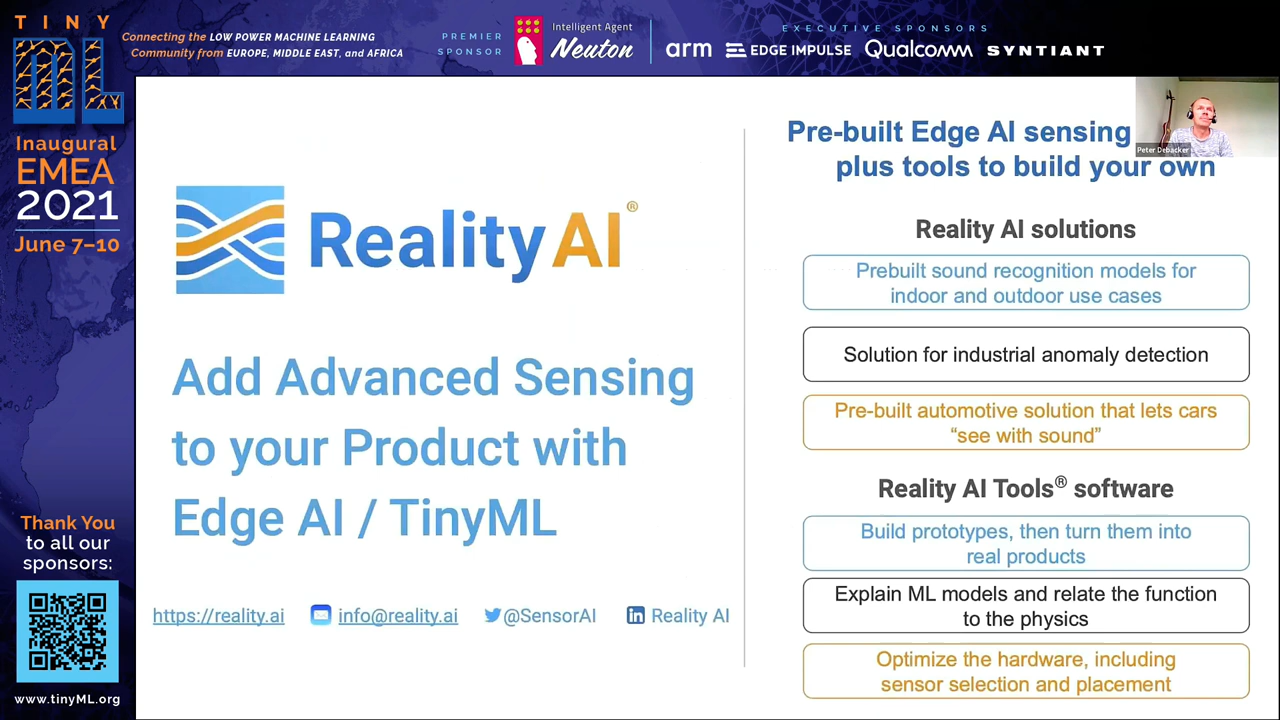 TINY
ML
Inaugural
EMEA
2021
June 7–10
Connecting the LOW POWER MACHINE LEARNING
Community from EUROPE, MIDDLE EAST, and AFRICA
PREMIER
SPONSOR
Intelligent Agent
Neuton
EXECUTIVE SPONSORS
arm
EDGE IMPULSE
Qualcomm
SYNTIANT
Reality AI®
Add Advanced Sensing
to your Product with
Edge AI / TinyML
https://reality.ai
info@reality.ai
@SensorAI
in
Reality AI
Pre-built Edge AI sensing
plus tools to build your own
Peter Debacker
Reality AI solutions
Prebuilt sound recognition models for
indoor and outdoor use cases
Solution for industrial anomaly detection
Pre-built automotive solution that lets cars
“see with sound”
Reality AI Tools® software
Build prototypes, then turn them into
real products
Explain ML models and relate the function
to the physics
Optimize the hardware, including
sensor selection and placement
Thank You
to all our
sponsors:
www.tinyML.org